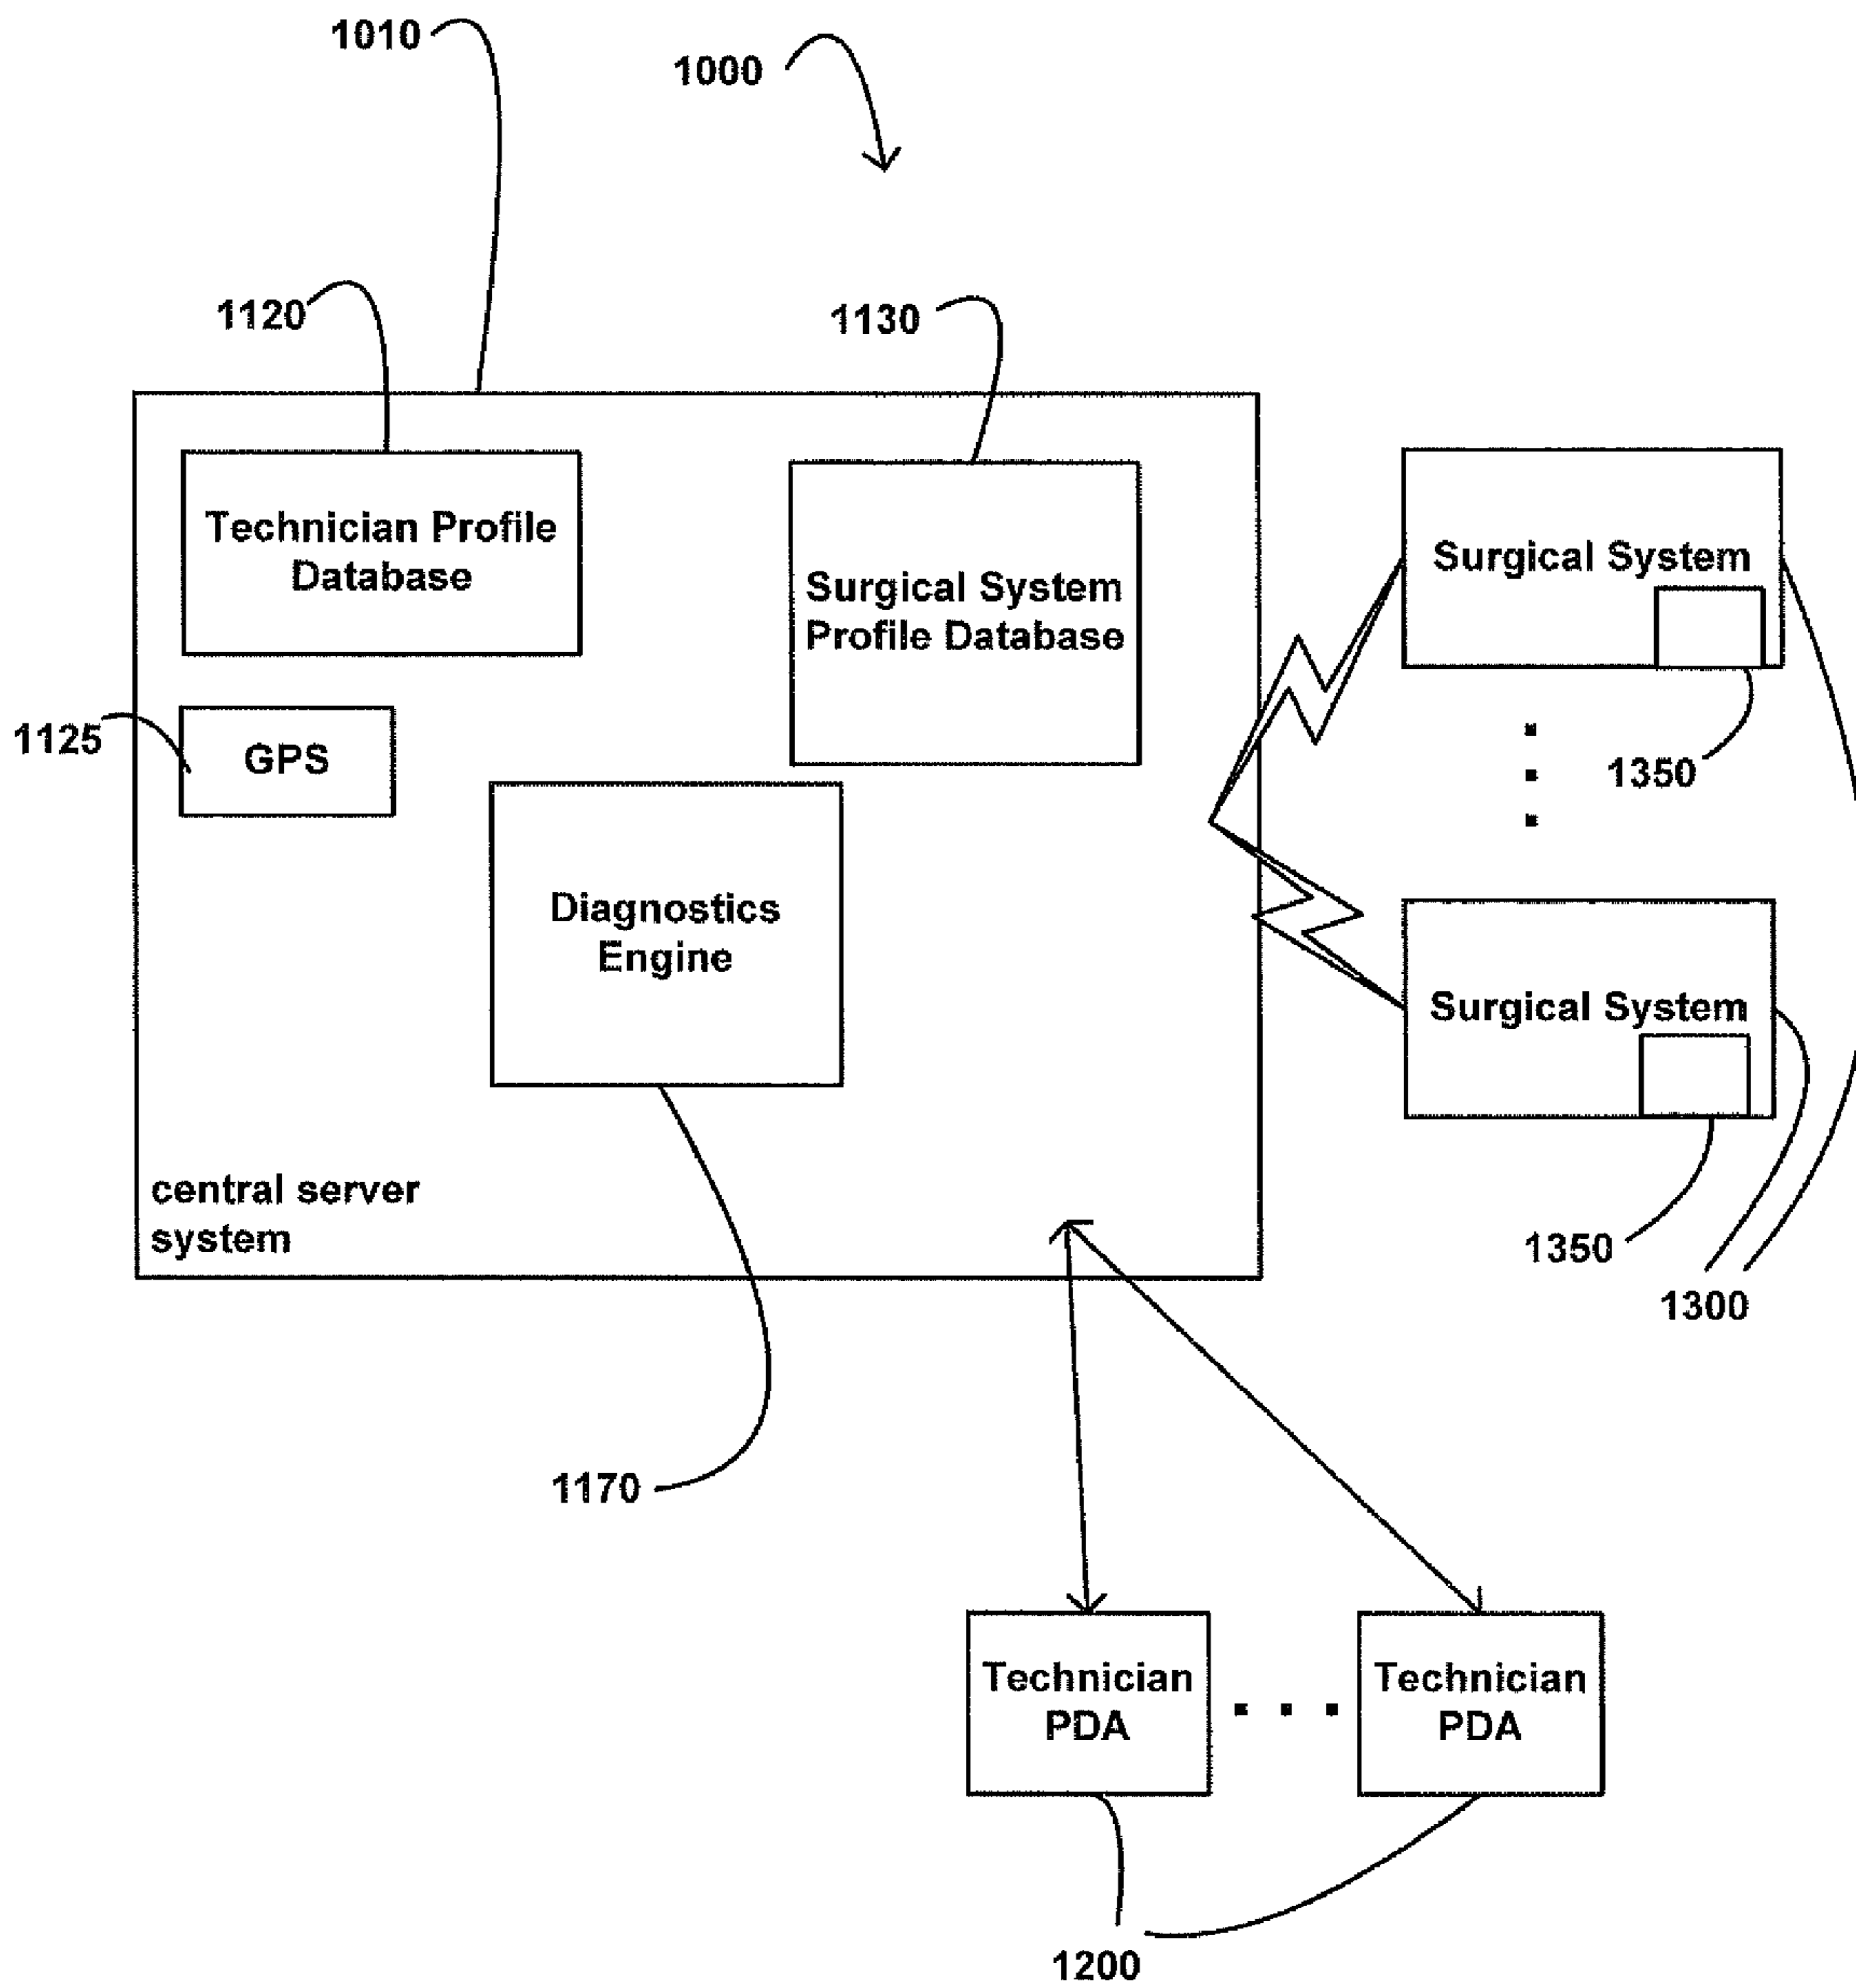 1010
1000
1120
1130
Technician Profile
Database
Surgical System
Profile Database
1125
GPS
Diagnostics
Engine
central server
system
1170
Surgical System
1350
Surgical System
1350
1300
Technician
PDA
Technician
PDA
1200